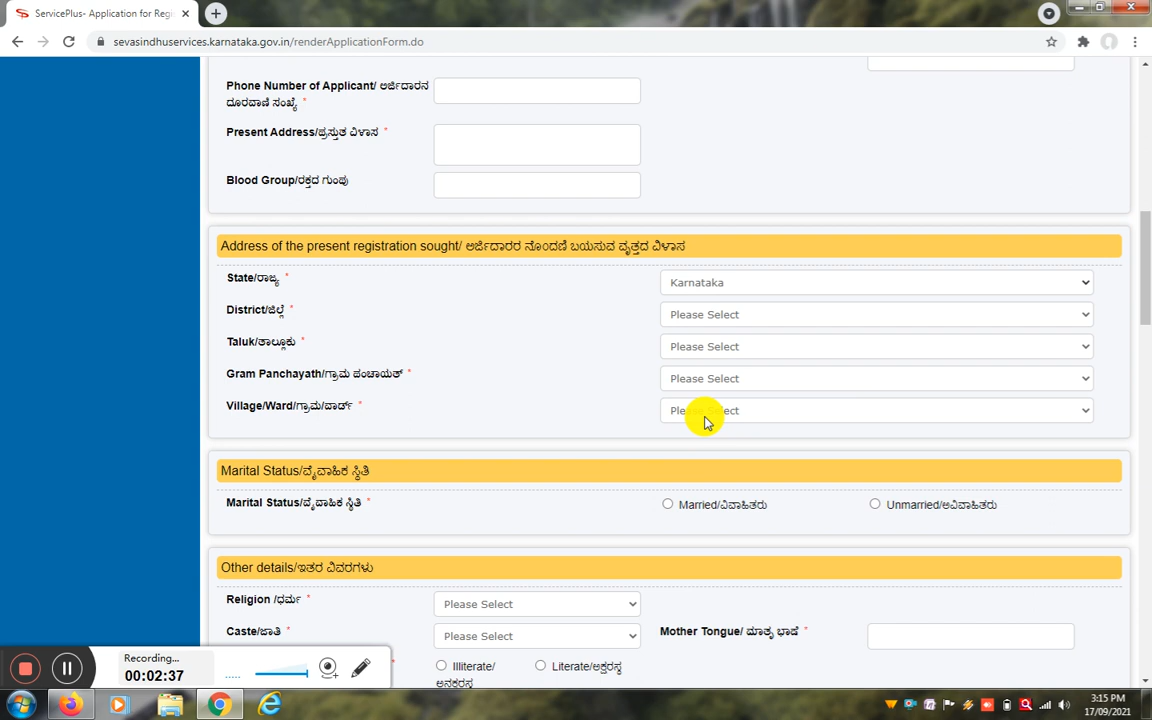 ServicePlus- Application for Regi
sevasindhuservices.karnataka.gov.in/renderApplicationForm.do
Phone Number of Applicant/ ಅರ್ಜಿದಾರನ
ದೂರವಾಣಿ ಸಂಖ್ಯೆ *
Present Address/ಪ್ರಸ್ತುತ ವಿಳಾಸ *
Blood Group/ರಕ್ತದ ಗುಂಪು
Address of the present registration sought/ ಅರ್ಜಿದಾರರ ನೊಂದಣಿ ಬಯಸುವ ವೃತ್ತದ ವಿಳಾಸ
State/ರಾಜ್ಯ * Karnataka
District/ಜಿಲ್ಲೆ * Please Select
Taluk/ತಾಲ್ಲೂಕು * Please Select
Gram Panchayath/ಗ್ರಾಮ ಪಂಚಾಯತ್ * Please Select
Village/Ward/ಗ್ರಾಮ/ವಾರ್ಡ್ * Please Select
Marital Status/ವೈವಾಹಿಕ ಸ್ಥಿತಿ
Marital Status/ವೈವಾಹಿಕ ಸ್ಥಿತಿ * Married/ವಿವಾಹಿತರು Unmarried/ಅವಿವಾಹಿತರು
Other details/ಇತರ ವಿವರಗಳು
Religion /ಧರ್ಮ * Please Select
Caste/ಜಾತಿ * Please Select Mother Tongue/ ಮಾತೃ ಭಾಷೆ *
* Illiterate/ Literate/ಅಕ್ಷರಸ್ಥ
ಅನಕರಸ್ಥ
Recording...
00:02:37
3:15 PM
17/09/2021